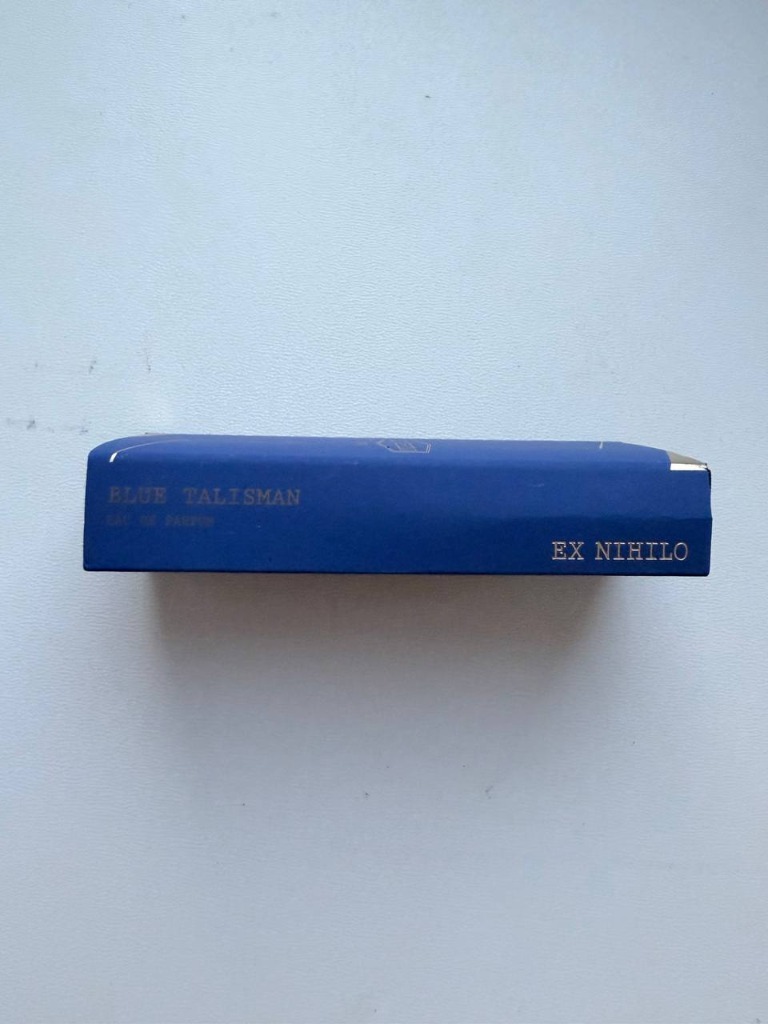 BLUE TALISMAN
EAU DE PARFUM
EX NIHILO